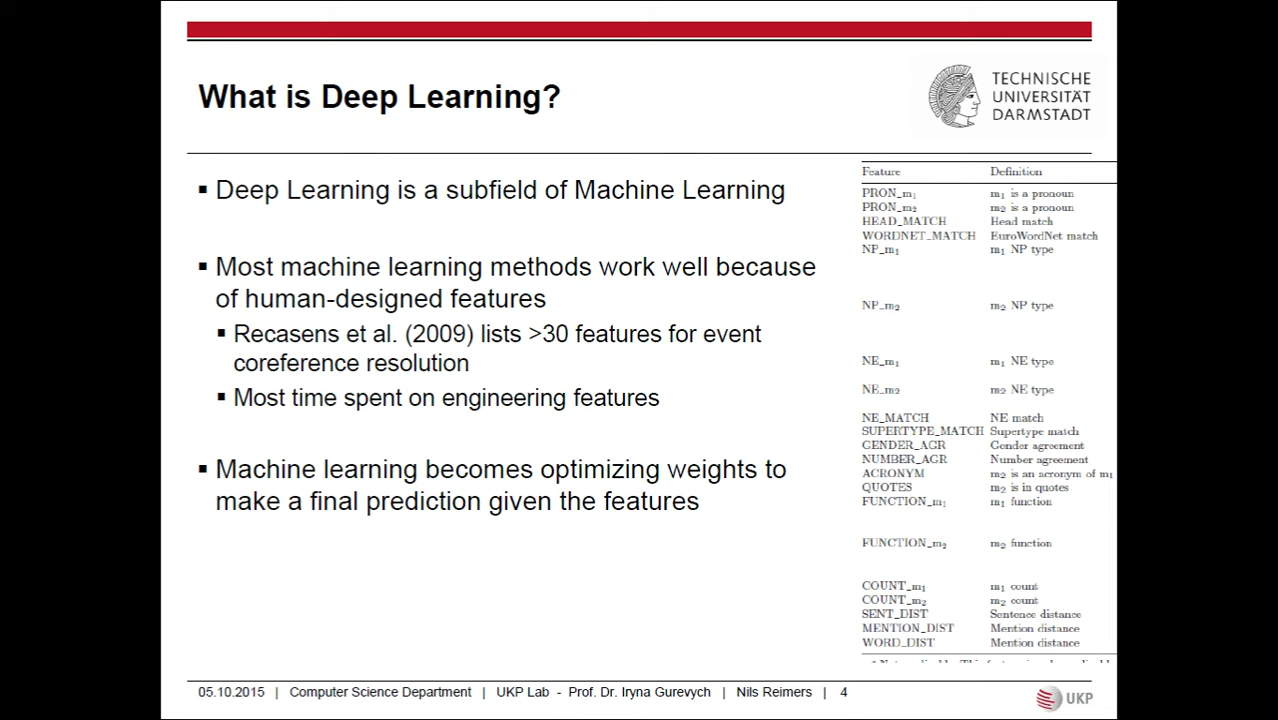 What is Deep Learning?
TECHNISCHE
UNIVERSITÄT
DARMSTADT
▪ Deep Learning is a subfield of Machine Learning
▪ Most machine learning methods work well because
of human-designed features
▪ Recasens et al. (2009) lists >30 features for event
coreference resolution
▪ Most time spent on engineering features
▪ Machine learning becomes optimizing weights to
make a final prediction given the features
Feature Definition
PRON_m₁ m₁ is a pronoun
PRON_m₂ m₂ is a pronoun
HEAD_MATCH Head match
WORDNET_MATCH EuroWordNet match
NP_m₁ m₁ NP type
NP_m₂ m₂ NP type
NE_m₁ m₁ NE type
NE_m₂ m₂ NE type
NE_MATCH NE match
SUPERTYPE_MATCH Supertype match
GENDER_AGR Gender agreement
NUMBER_AGR Number agreement
ACRONYM m₂ is an acronym of m₁
QUOTES m₂ is in quotes
FUNCTION_m₁ m₁ function
FUNCTION_m₂ m₂ function
COUNT_m₁ m₁ count
COUNT_m₂ m₂ count
SENT_DIST Sentence distance
MENTION_DIST Mention distance
WORD_DIST Mention distance
05.10.2015 | Computer Science Department | UKP Lab - Prof. Dr. Iryna Gurevych | Nils Reimers | 4
UKP